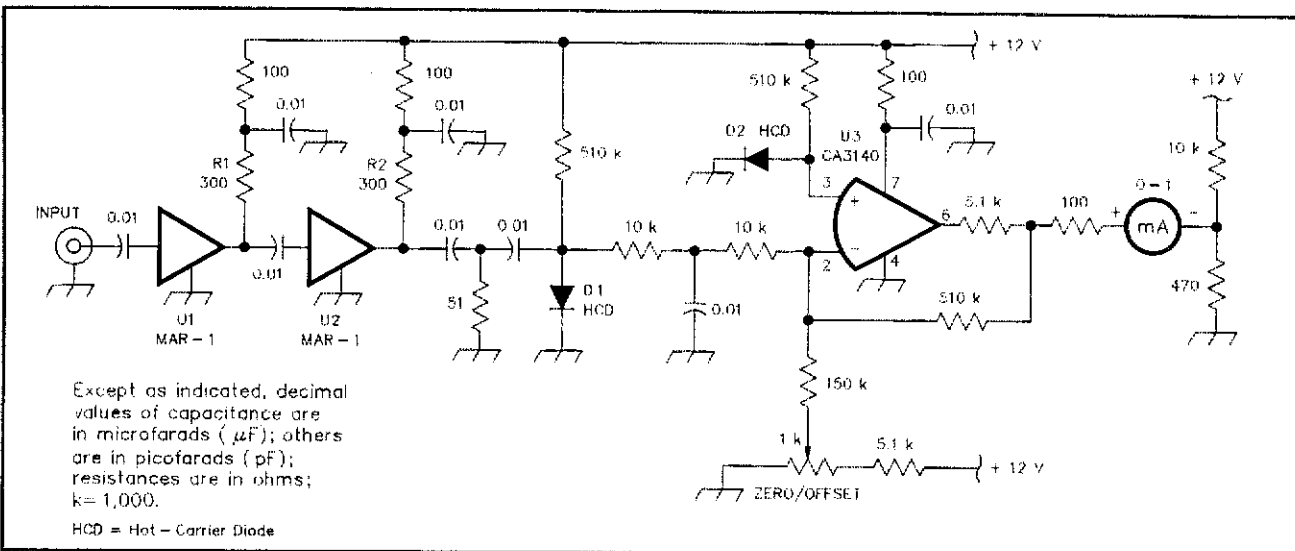 + 12 V
100
100
510 k
100
0.01
0.01
0.01
+ 12 V
D2 HCD
U3
CA3140
510 k
R1
300
R2
300
10 k
3
7
+
0-1
INPUT
0.01
0.01
0.01
0.01
10 k
10 k
6
5.1 k
100
+
mA
-
-
2
4
U1
MAR-1
U2
MAR-1
51
D1
HCD
0.01
510 k
470
150 k
Except as indicated, decimal
values of capacitance are
in microfarads (µF); others
are in picofarads (pF);
resistances are in ohms;
k=1,000.
HCD = Hot-Carrier Diode
1 k
5.1 k
+ 12 V
ZERO/OFFSET